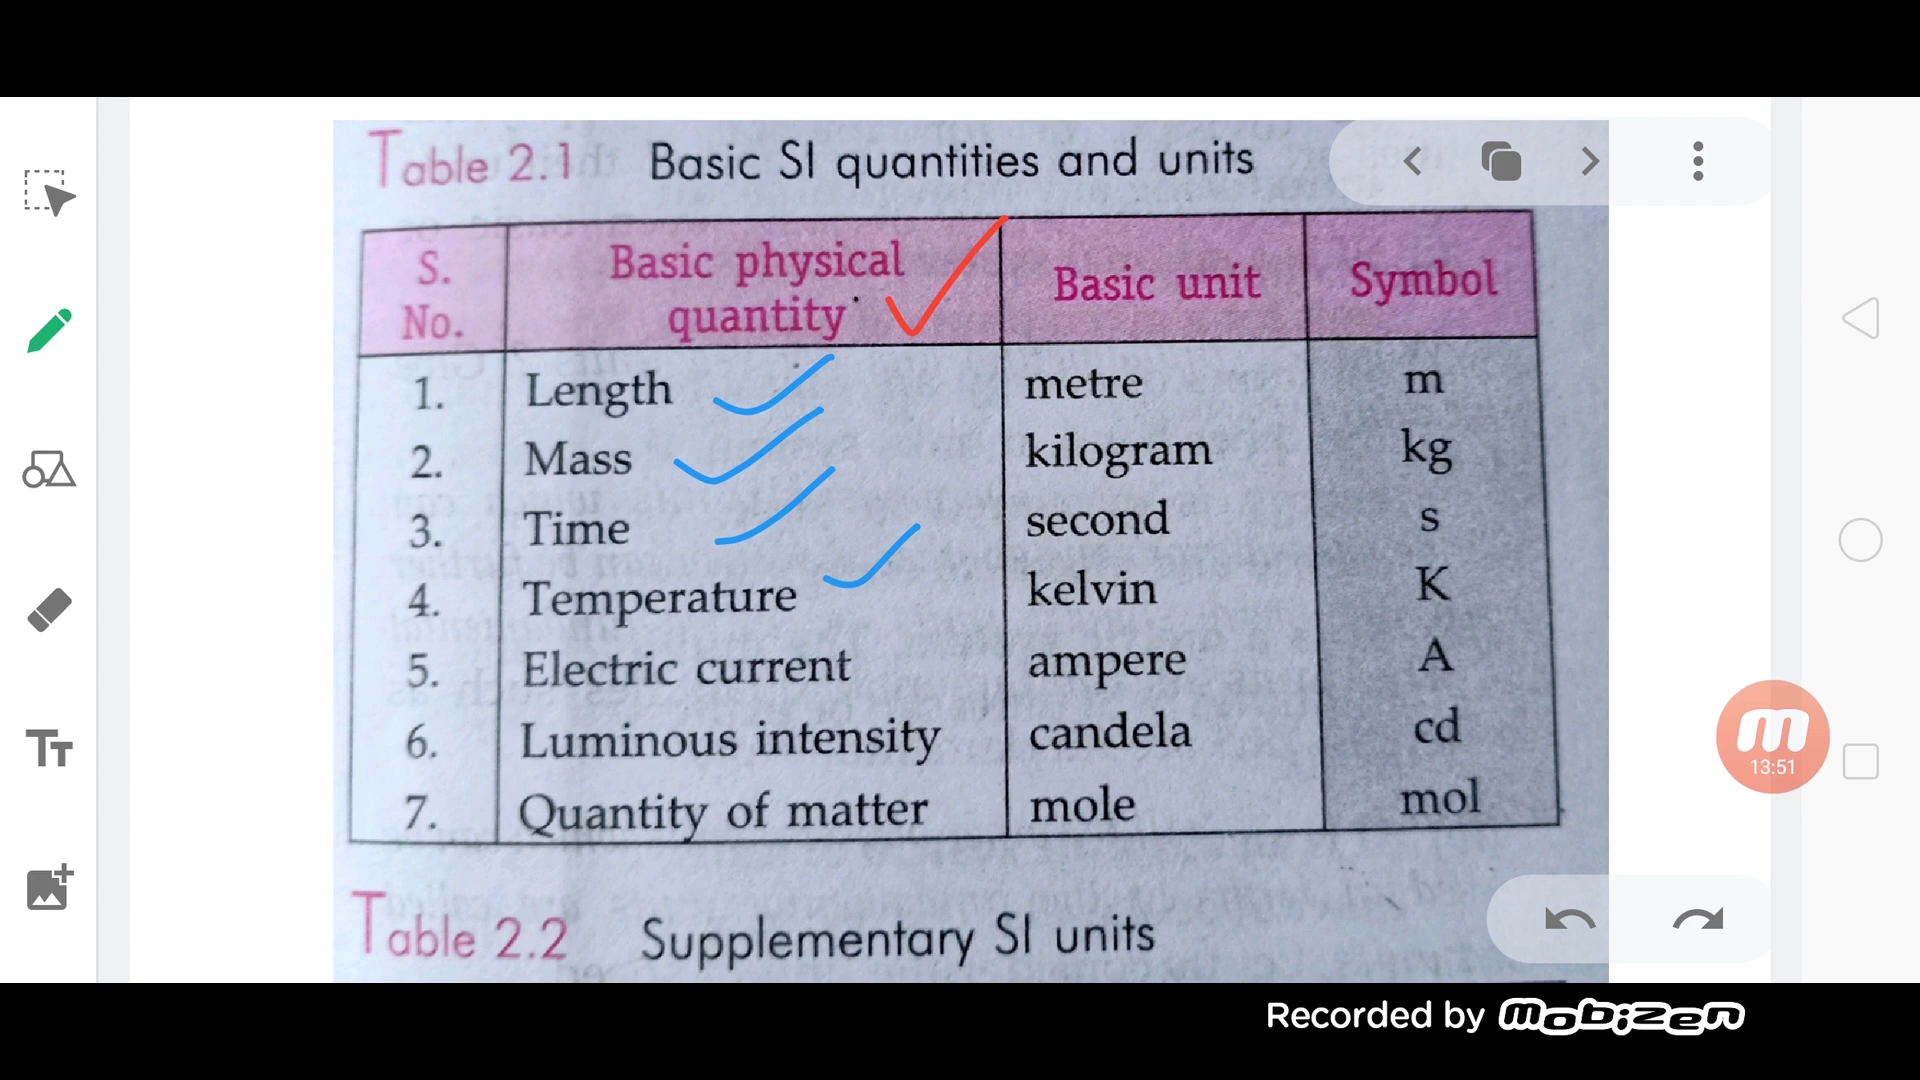 Table 2.1 Basic SI quantities and units
S. No. Basic physical quantity Basic unit Symbol
1. Length metre m
2. Mass kilogram kg
3. Time second s
4. Temperature kelvin K
5. Electric current ampere A
6. Luminous intensity candela cd
7. Quantity of matter mole mol
Table 2.2 Supplementary SI units
Tт
m
13:51
Recorded by mobizen